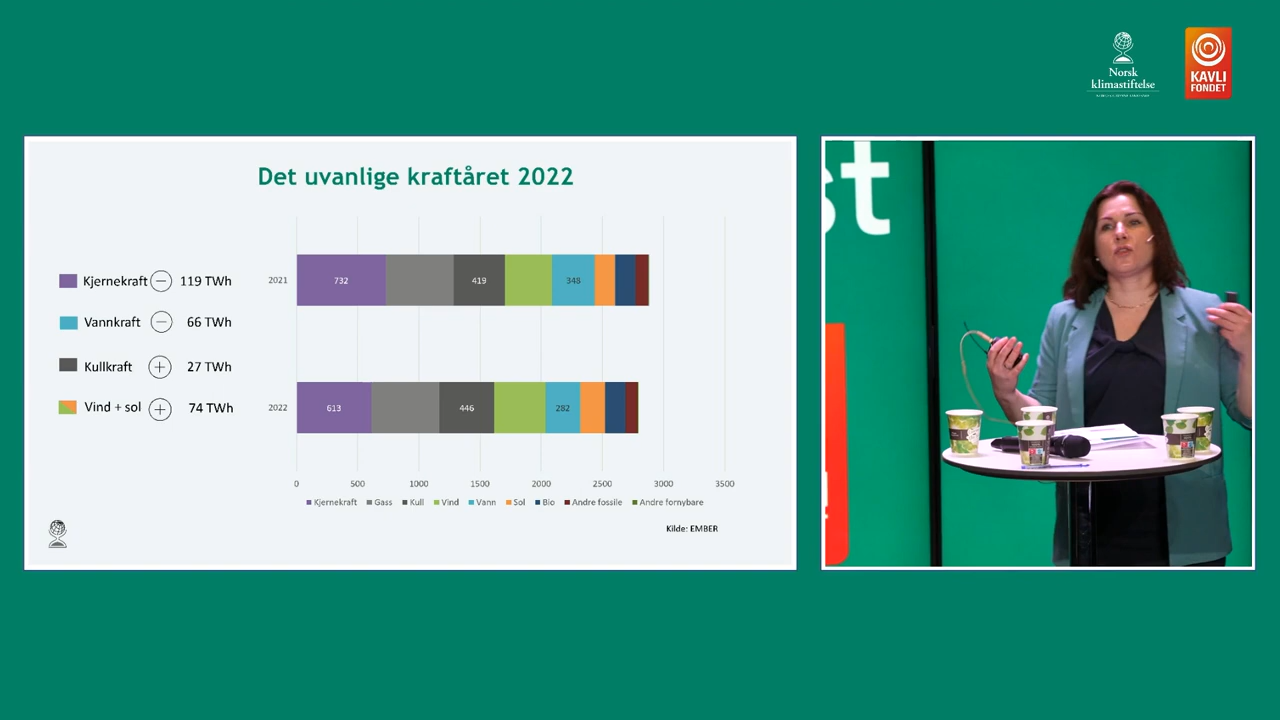 Norsk
klimastiftelse
KAVLI
FONDET
Det uvanlige kraftåret 2022
Kjernekraft − 119 TWh
Vannkraft − 66 TWh
Kullkraft + 27 TWh
Vind + sol + 74 TWh
2021 732 419 348
2022 613 446 282
0 500 1000 1500 2000 2500 3000 3500
Kjernekraft Gass Kull Vind Vann Sol Bio Andre fossile Andre fornybare
Kilde: EMBER
st